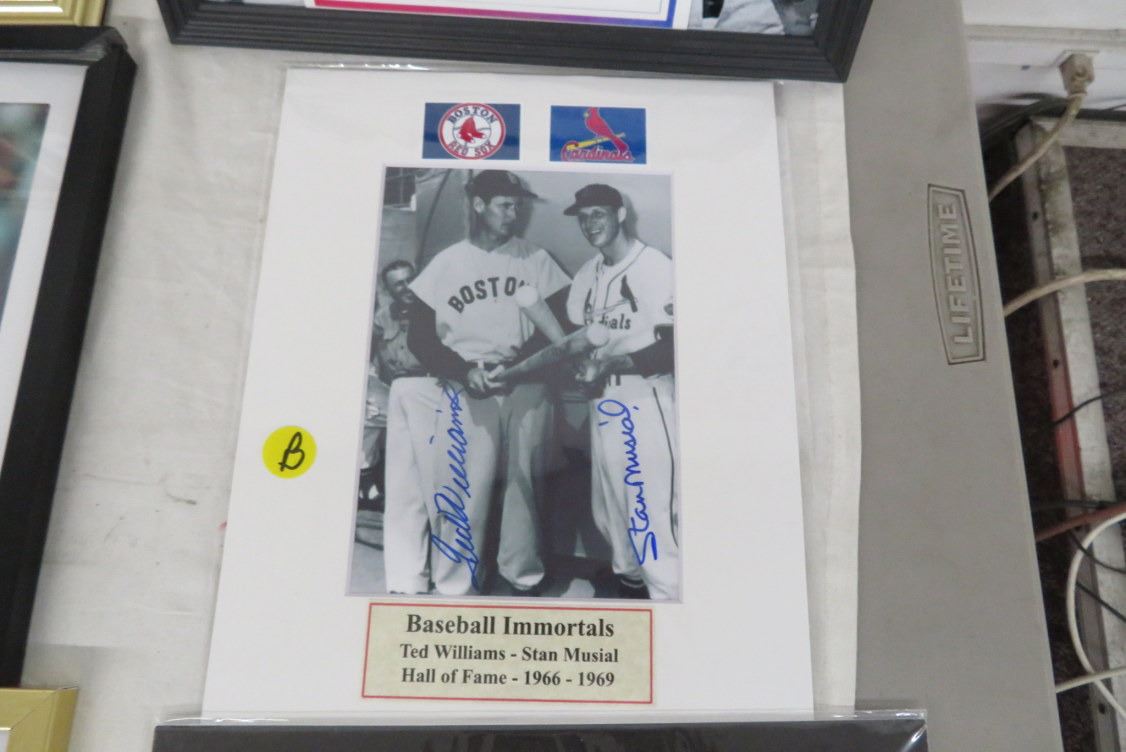 BOSTON
RED SOX
Cardinals
BOSTON
Ted Williams
Stan Musial
B
Baseball Immortals
Ted Williams - Stan Musial
Hall of Fame - 1966 - 1969
LIFETIME